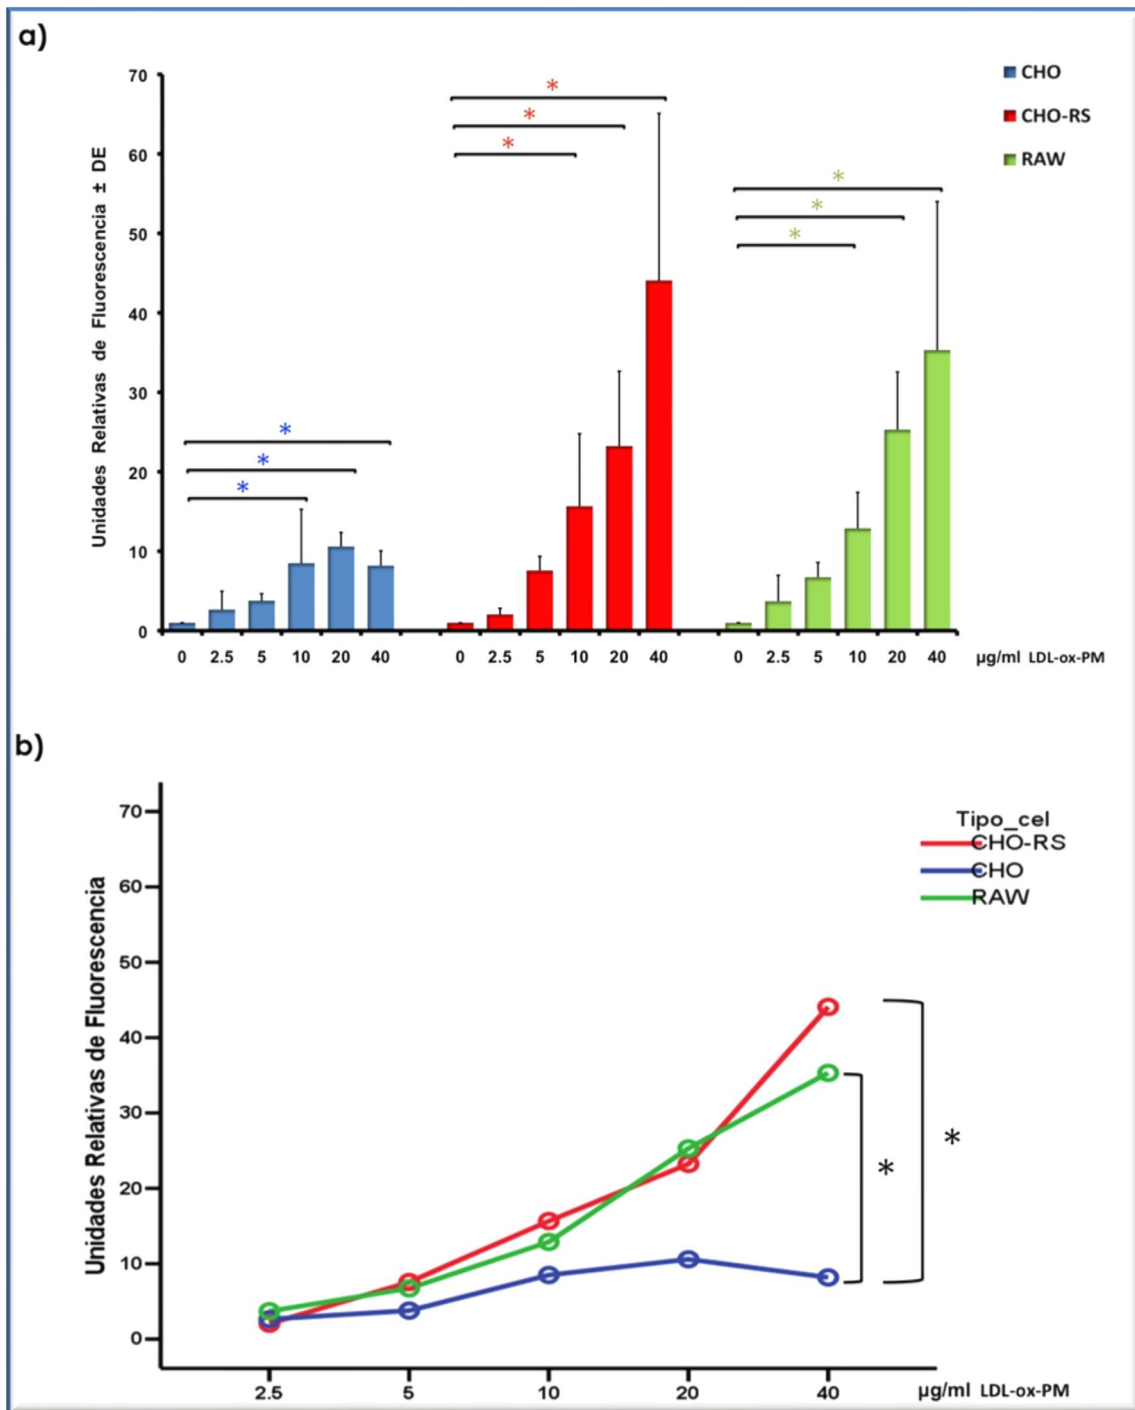 a)
CHO
CHO-RS
RAW
Unidades Relativas de Fluorescencia ± DE
70
60
50
40
30
20
10
0
*
*
*
*
*
*
*
*
*
0 2.5 5 10 20 40 0 2.5 5 10 20 40 0 2.5 5 10 20 40 µg/ml LDL-ox-PM
b)
Tipo_cel
CHO-RS
CHO
RAW
Unidades Relativas de Fluorescencia
70
60
50
40
30
20
10
0
*
*
2.5 5 10 20 40 µg/ml LDL-ox-PM